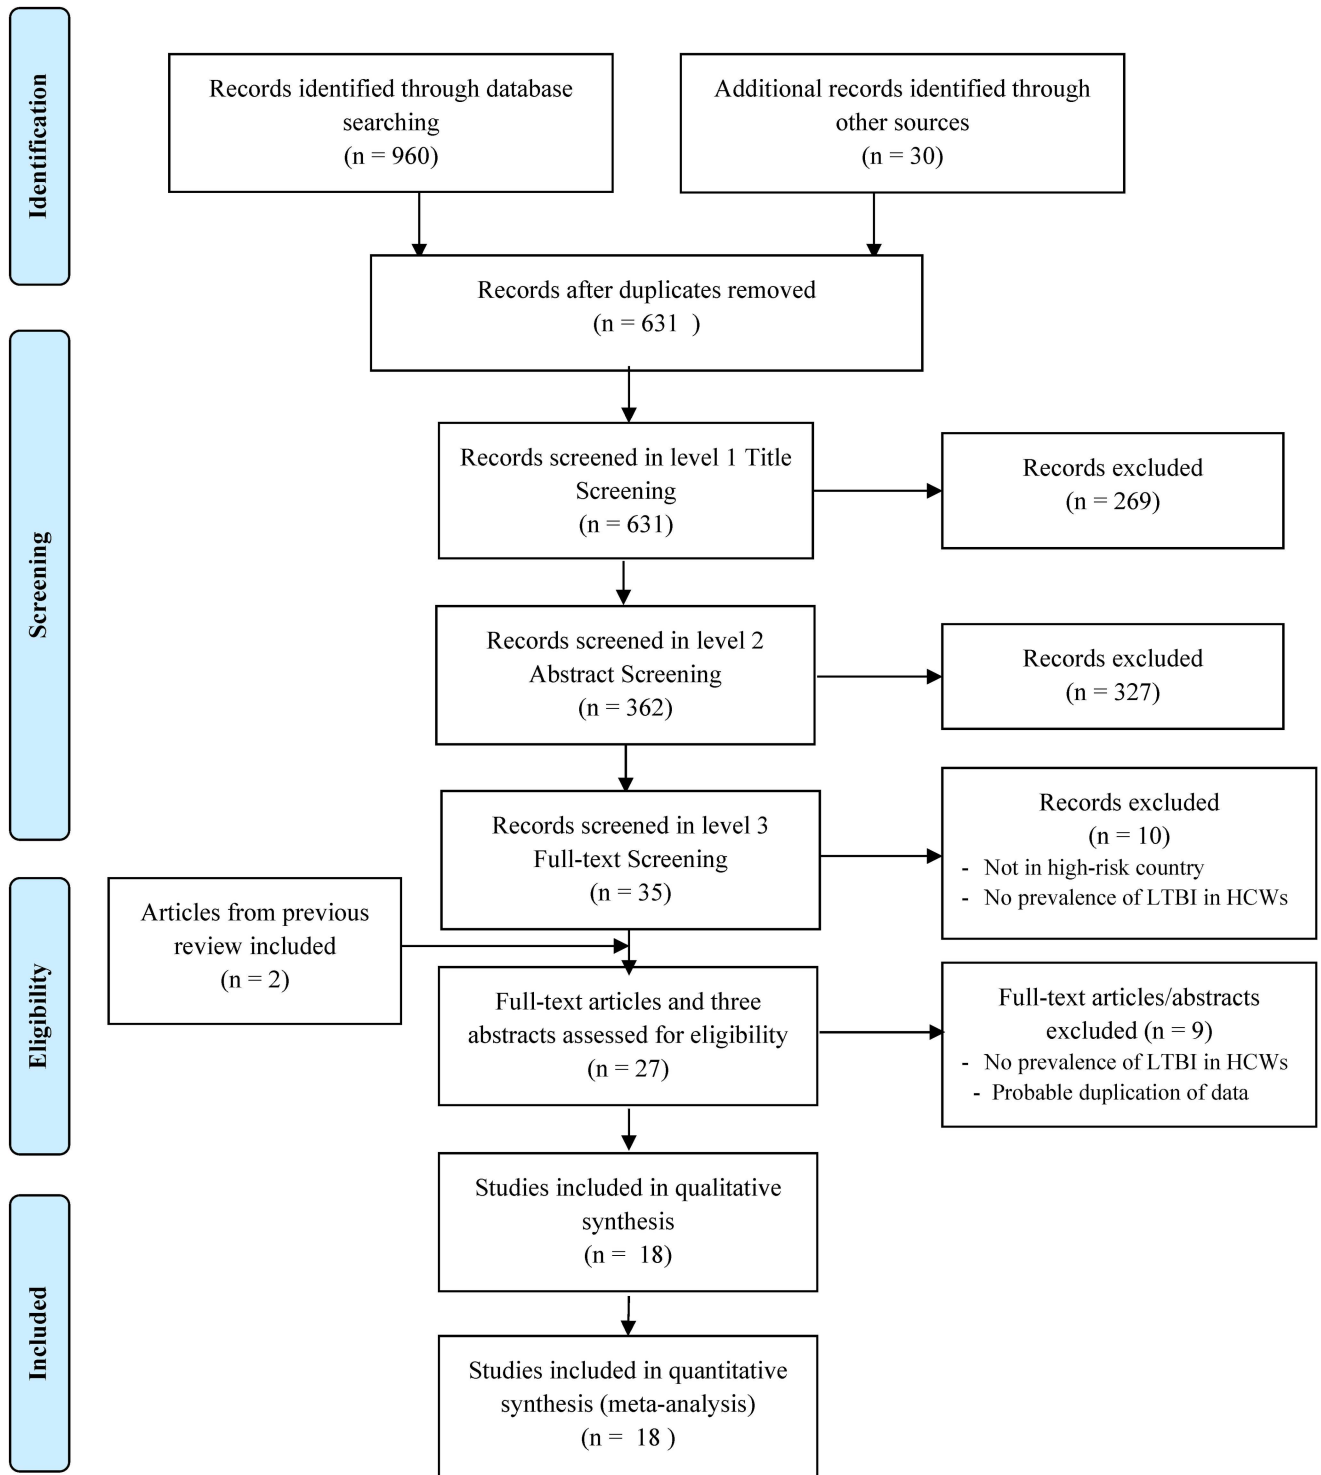 Identification
Records identified through database
searching
(n = 960)
Additional records identified through
other sources
(n = 30)
Records after duplicates removed
(n = 631  )
Screening
Records screened in level 1 Title
Screening
(n = 631)
Records excluded
(n = 269)
Records screened in level 2
Abstract Screening
(n = 362)
Records excluded
(n = 327)
Records screened in level 3
Full-text Screening
(n = 35)
Records excluded
(n = 10)
- Not in high-risk country
- No prevalence of LTBI in HCWs
Eligibility
Articles from previous
review included
(n = 2)
Full-text articles and three
abstracts assessed for eligibility
(n = 27)
Full-text articles/abstracts
excluded (n = 9)
- No prevalence of LTBI in HCWs
- Probable duplication of data
Included
Studies included in qualitative
synthesis
(n =  18)
Studies included in quantitative
synthesis (meta-analysis)
(n =  18 )